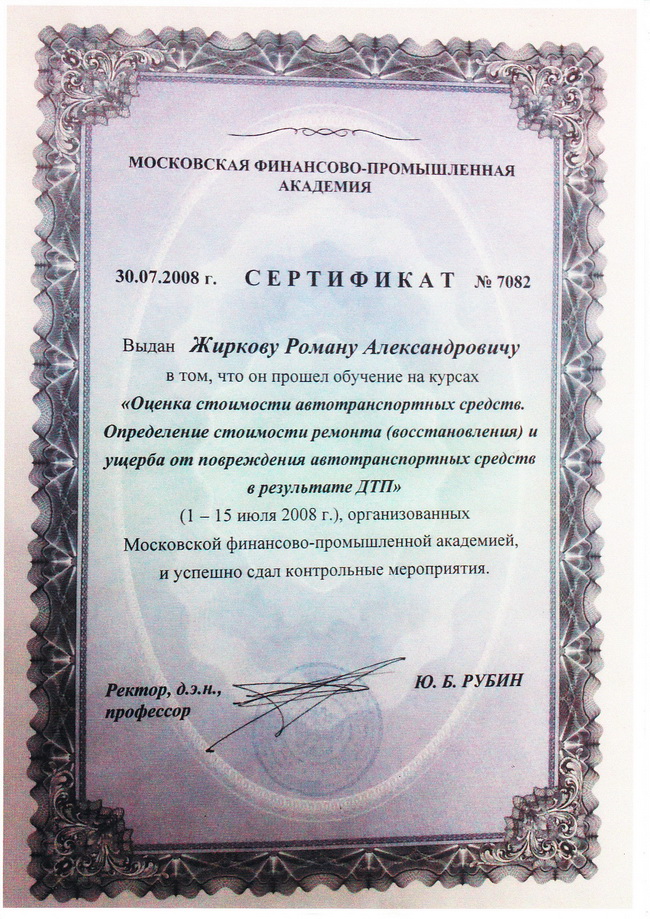 МОСКОВСКАЯ ФИНАНСОВО-ПРОМЫШЛЕННАЯ
АКАДЕМИЯ
30.07.2008 г. СЕРТИФИКАТ № 7082
Выдан Жиркову Роману Александровичу
в том, что он прошел обучение на курсах
«Оценка стоимости автотранспортных средств.
Определение стоимости ремонта (восстановления) и
ущерба от повреждения автотранспортных средств
в результате ДТП»
(1 – 15 июля 2008 г.), организованных
Московской финансово-промышленной академией,
и успешно сдал контрольные мероприятия.
Ректор, д.э.н.,
профессор
Ю. Б. РУБИН